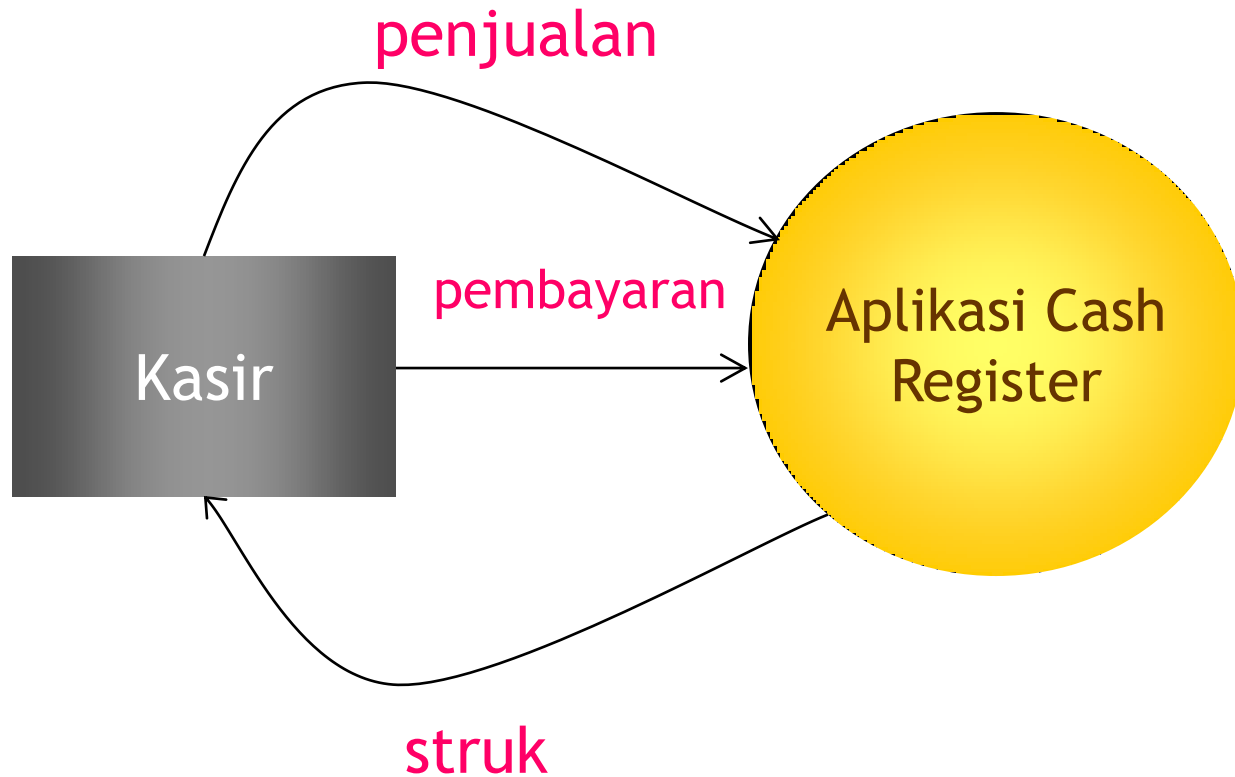 penjualan
pembayaran
Aplikasi Cash
Register
Kasir
struk